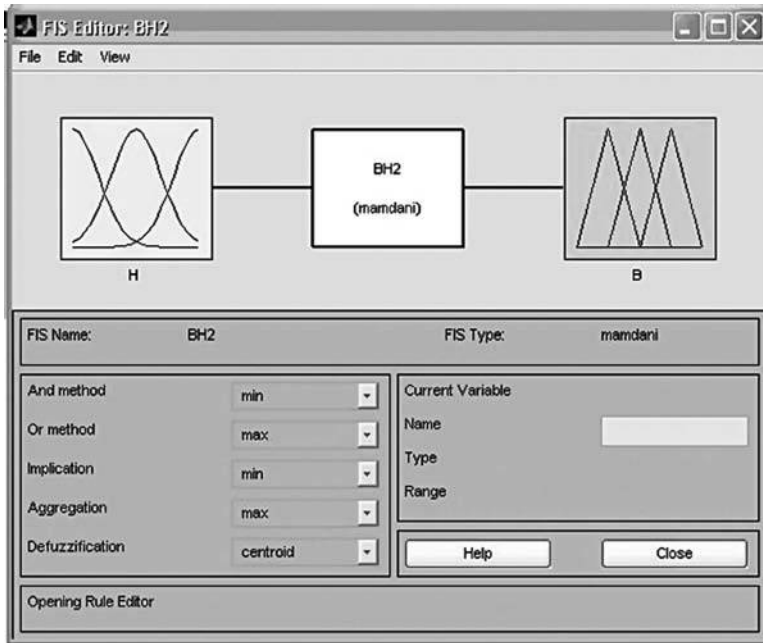 FIS Editor: BH2
File Edit View
BH2
(mamdani)
H
B
FIS Name: BH2 FIS Type: mamdani
And method min
Or method max
Implication min
Aggregation max
Defuzzification centroid
Current Variable
Name
Type
Range
Help Close
Opening Rule Editor